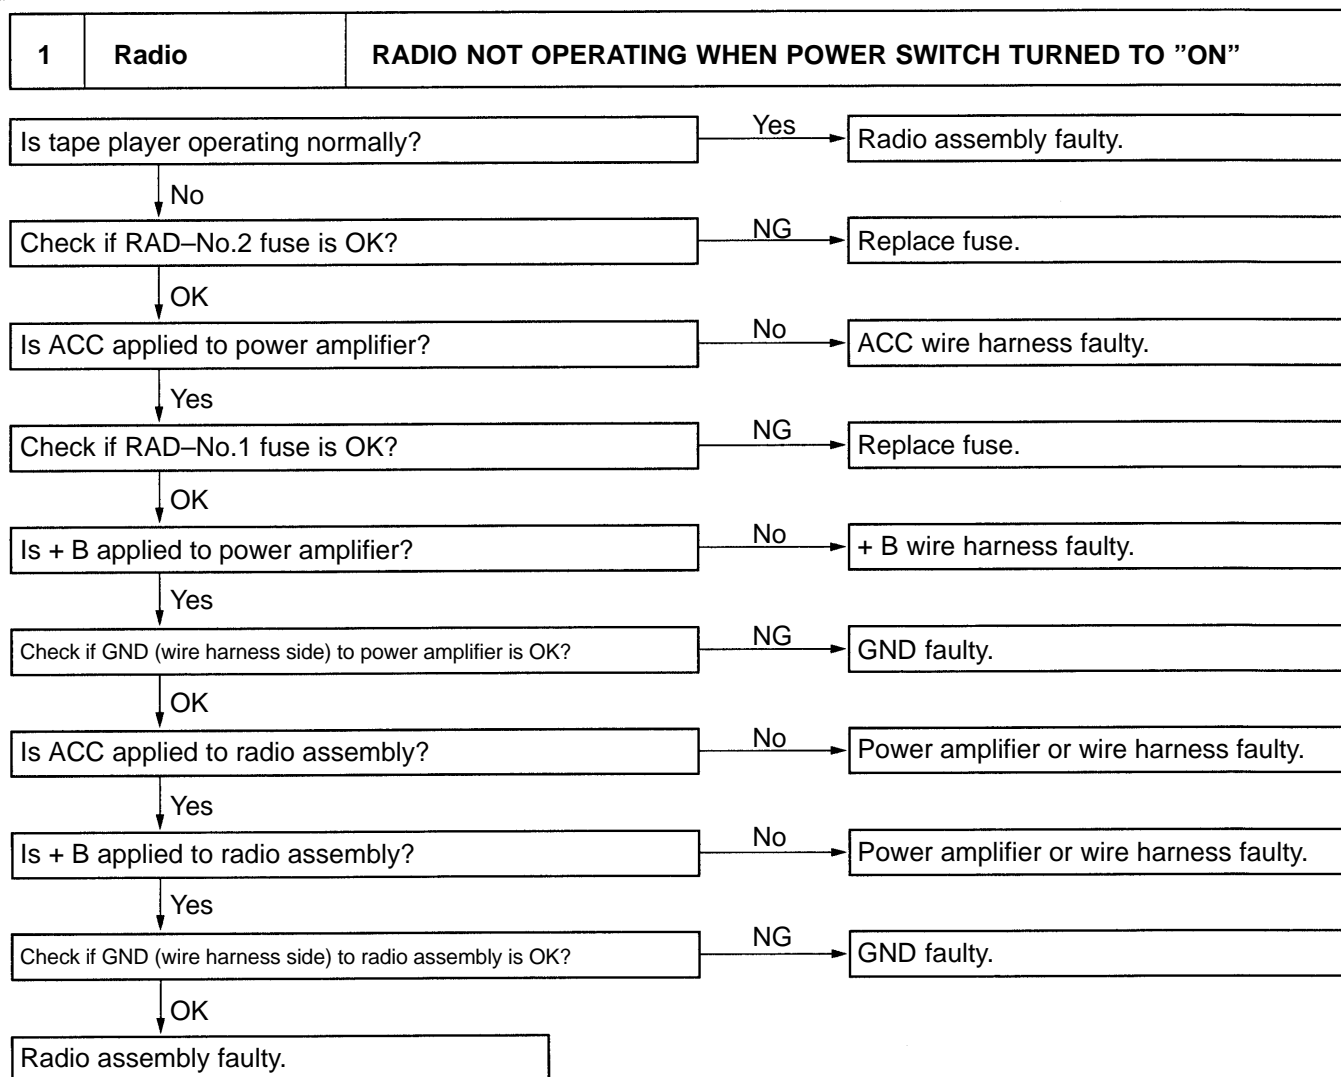 1 Radio RADIO NOT OPERATING WHEN POWER SWITCH TURNED TO ”ON”
Is tape player operating normally? Yes Radio assembly faulty.
No
Check if RAD–No.2 fuse is OK? NG Replace fuse.
OK
Is ACC applied to power amplifier? No ACC wire harness faulty.
Yes
Check if RAD–No.1 fuse is OK? NG Replace fuse.
OK
Is + B applied to power amplifier? No + B wire harness faulty.
Yes
Check if GND (wire harness side) to power amplifier is OK? NG GND faulty.
OK
Is ACC applied to radio assembly? No Power amplifier or wire harness faulty.
Yes
Is + B applied to radio assembly? No Power amplifier or wire harness faulty.
Yes
Check if GND (wire harness side) to radio assembly is OK? NG GND faulty.
OK
Radio assembly faulty.